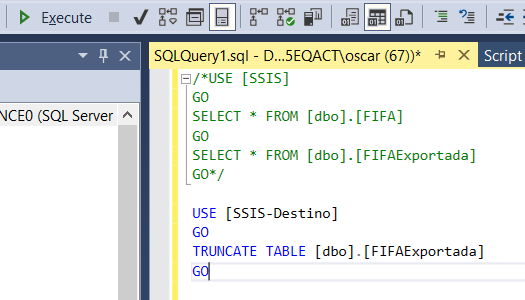 Execute
SQLQuery1.sql - D...5EQACT\oscar (67))*
Script
NCE0 (SQL Server
/*USE [SSIS]
GO
SELECT * FROM [dbo].[FIFA]
GO
SELECT * FROM [dbo].[FIFAExportada]
GO*/
USE [SSIS-Destino]
GO
TRUNCATE TABLE [dbo].[FIFAExportada]
GO